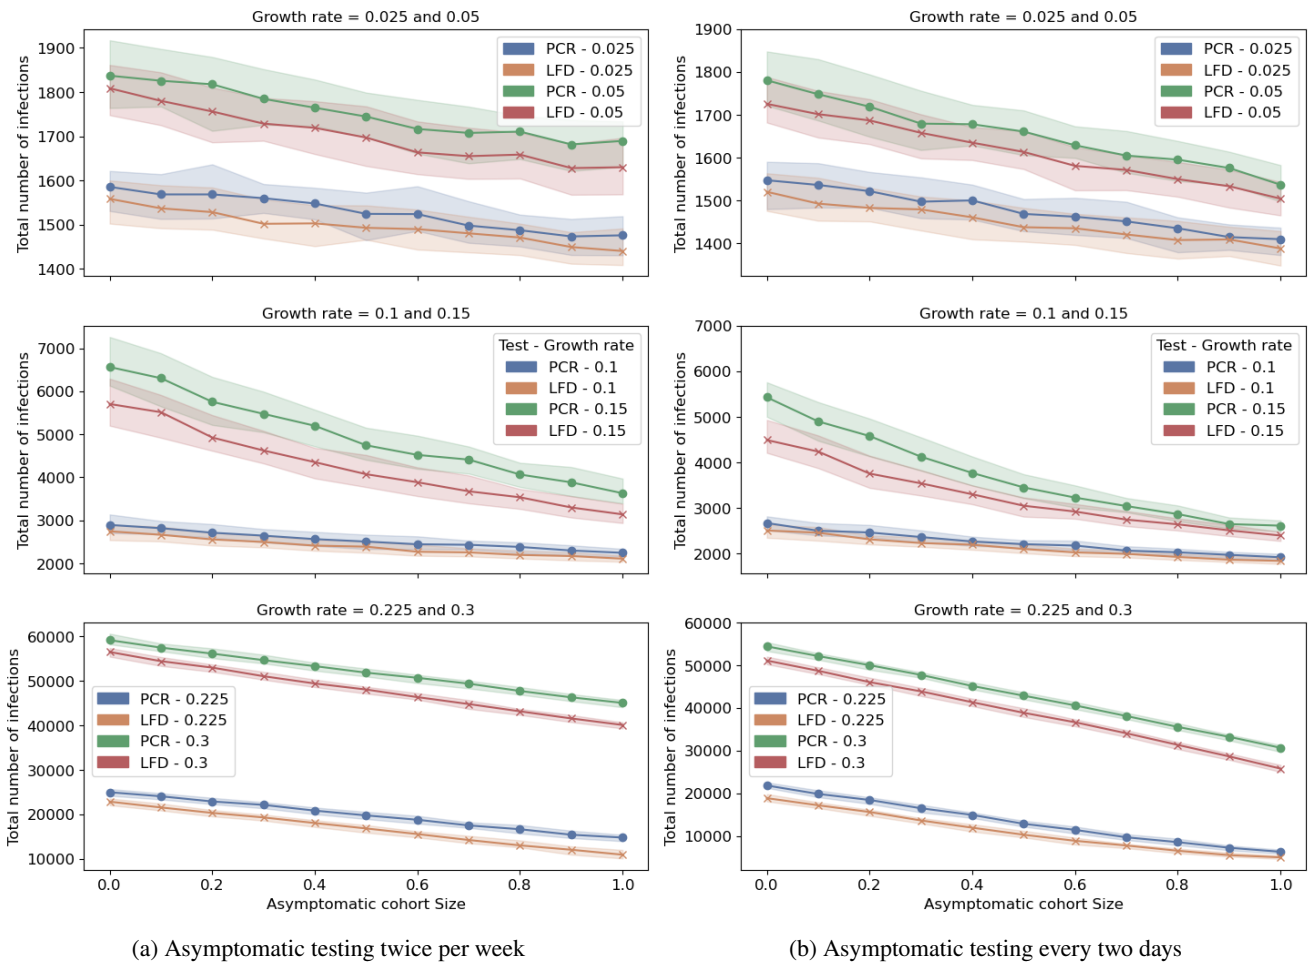 Growth rate = 0.025 and 0.05
Total number of infections
1900
1800
1700
1600
1500
1400
PCR - 0.025
LFD - 0.025
PCR - 0.05
LFD - 0.05
Growth rate = 0.1 and 0.15
Total number of infections
7000
6000
5000
4000
3000
2000
Test - Growth rate
PCR - 0.1
LFD - 0.1
PCR - 0.15
LFD - 0.15
Growth rate = 0.225 and 0.3
Total number of infections
60000
50000
40000
30000
20000
10000
PCR - 0.225
LFD - 0.225
PCR - 0.3
LFD - 0.3
0.0 0.2 0.4 0.6 0.8 1.0
Asymptomatic cohort Size
(a) Asymptomatic testing twice per week
Growth rate = 0.025 and 0.05
Total number of infections
1900
1800
1700
1600
1500
1400
PCR - 0.025
LFD - 0.025
PCR - 0.05
LFD - 0.05
Growth rate = 0.1 and 0.15
Total number of infections
7000
6000
5000
4000
3000
2000
Test - Growth rate
PCR - 0.1
LFD - 0.1
PCR - 0.15
LFD - 0.15
Growth rate = 0.225 and 0.3
Total number of infections
60000
50000
40000
30000
20000
10000
PCR - 0.225
LFD - 0.225
PCR - 0.3
LFD - 0.3
0.0 0.2 0.4 0.6 0.8 1.0
Asymptomatic cohort Size
(b) Asymptomatic testing every two days